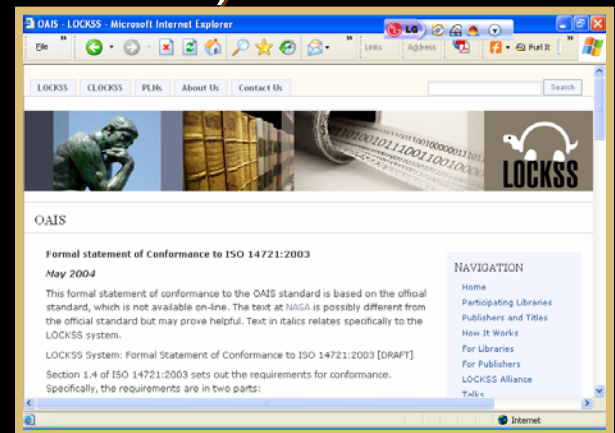 OAIS - LOCKSS - Microsoft Internet Explorer
LG
File
Links
Address
Furl It
LOCKSS CLOCKSS PLNs About Us Contact Us
Search
LOCKSS
OAIS
Formal statement of Conformance to ISO 14721:2003
May 2004
This formal statement of conformance to the OAIS standard is based on the official
standard, which is not available on-line. The text at NASA is possibly different from
the official standard but may prove helpful. Text in italics relates specifically to the
LOCKSS system.
LOCKSS System: Formal Statement of Conformance to ISO 14721:2003 [DRAFT]
Section 1.4 of ISO 14721:2003 sets out the requirements for conformance.
Specifically, the requirements are in two parts:
NAVIGATION
Home
Participating Libraries
Publishers and Titles
How It Works
For Libraries
For Publishers
LOCKSS Alliance
Talks
Internet